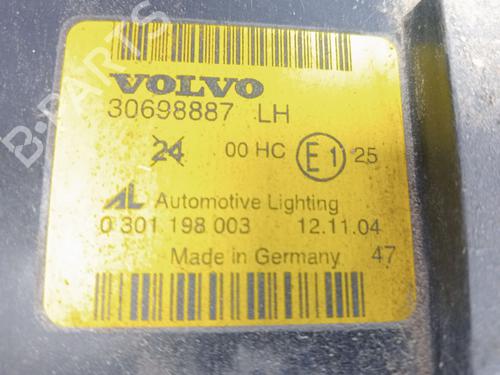 VOLVO
30698887 LH
24 00 HC E1 25
AL Automotive Lighting
0 301 198 003 12.11.04
Made in Germany 47
B-PARTS